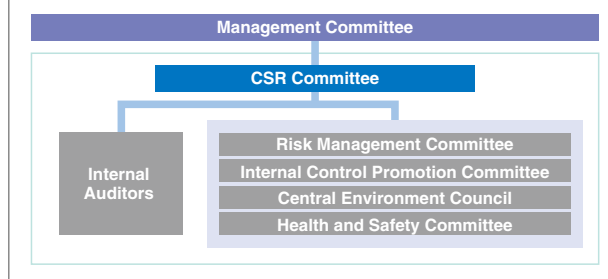 Management Committee
CSR Committee
Internal
Auditors
Risk Management Committee
Internal Control Promotion Committee
Central Environment Council
Health and Safety Committee